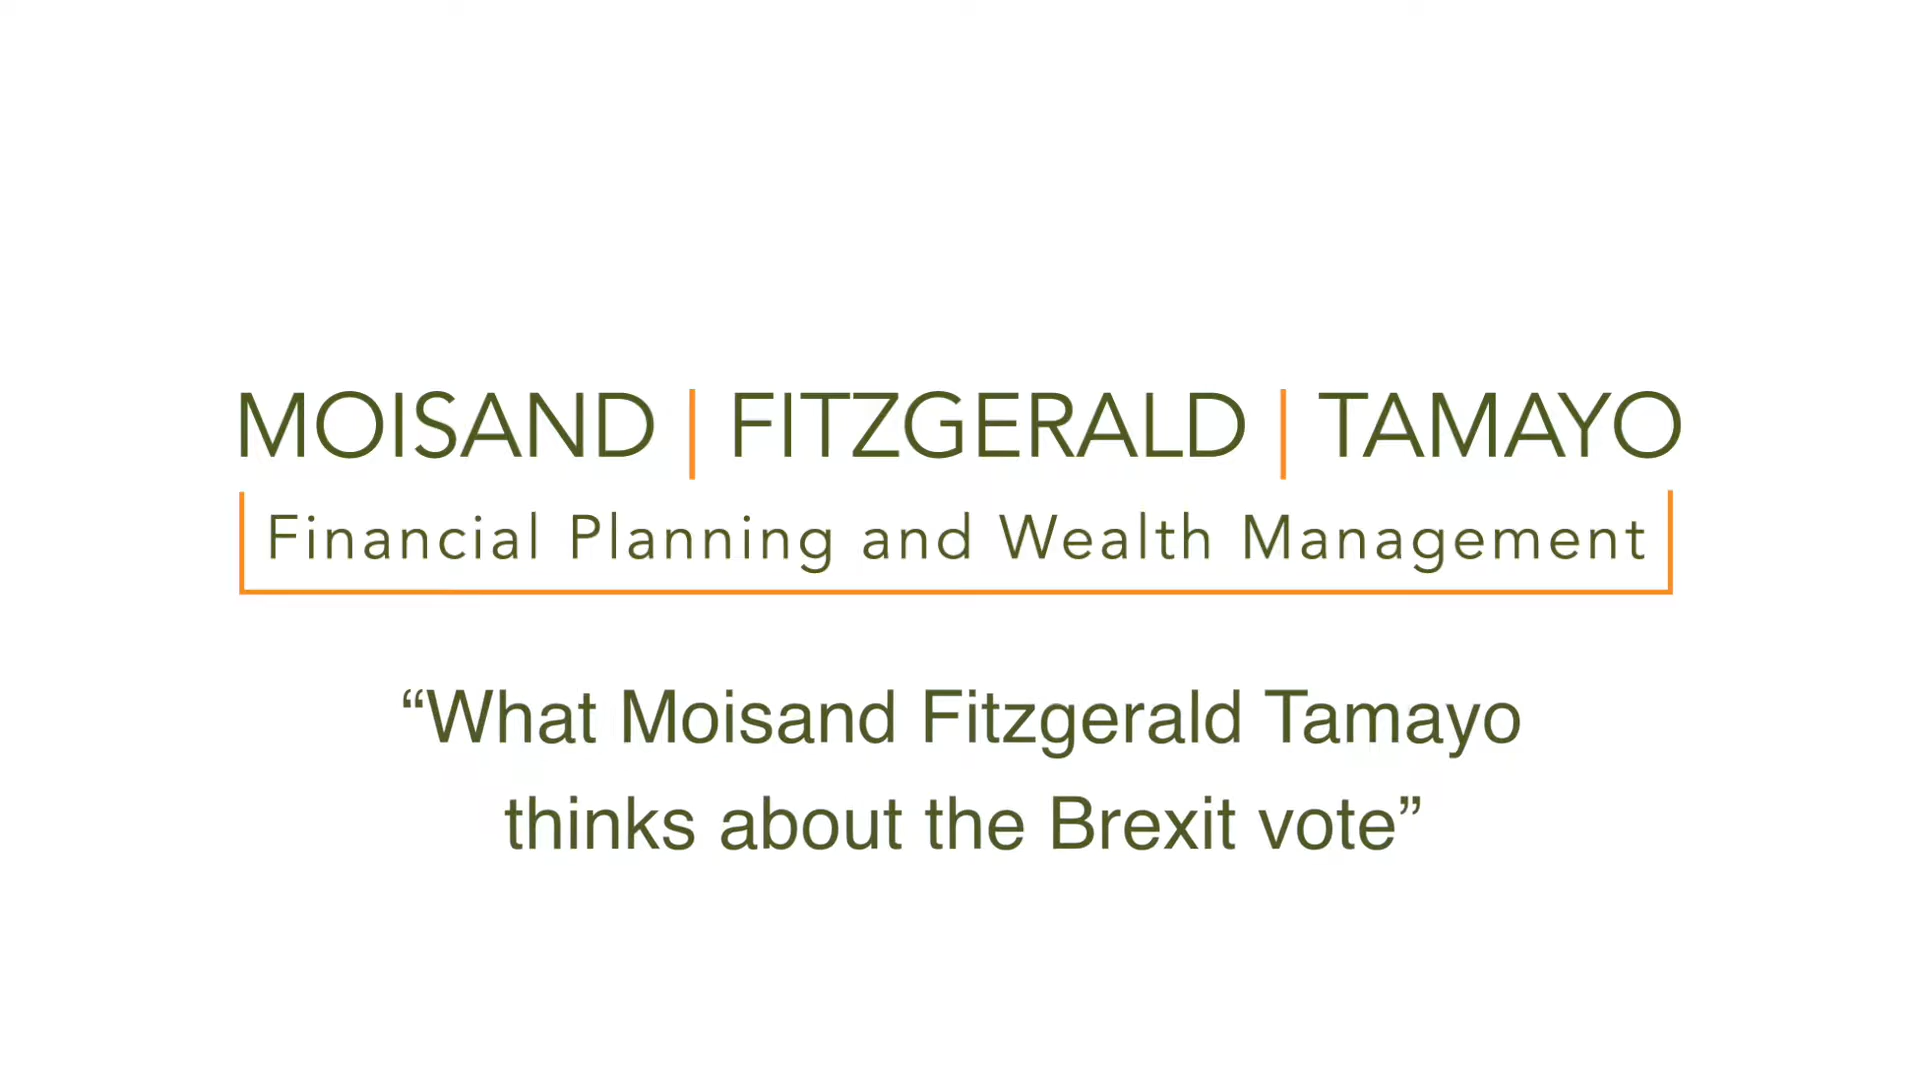 MOISAND | FITZGERALD | TAMAYO
Financial Planning and Wealth Management
“What Moisand Fitzgerald Tamayo
thinks about the Brexit vote”